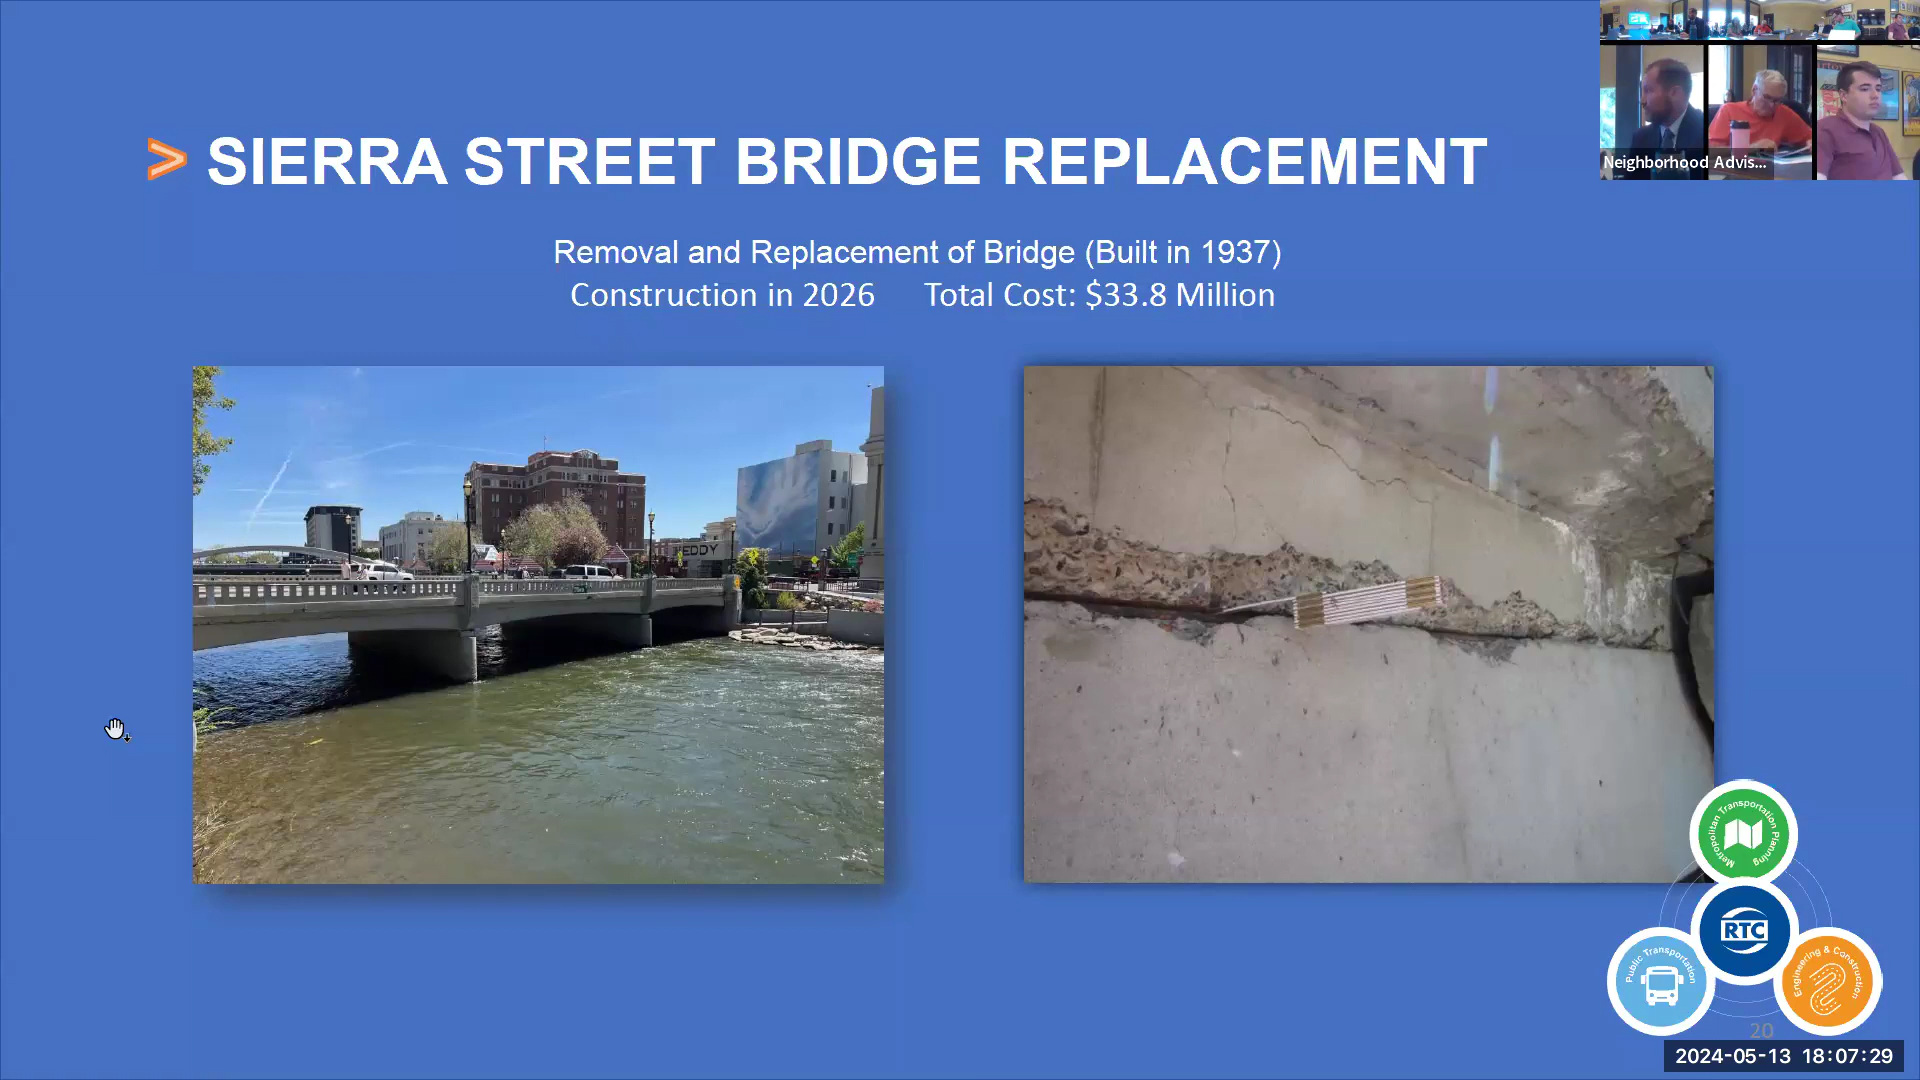 > SIERRA STREET BRIDGE REPLACEMENT
Neighborhood Advis...
Removal and Replacement of Bridge (Built in 1937)
Construction in 2026 Total Cost: $33.8 Million
EDDY
Metropolitan Transportation Planning
RTC
Public Transportation
Engineering & Construction
20
2024-05-13 18:07:29